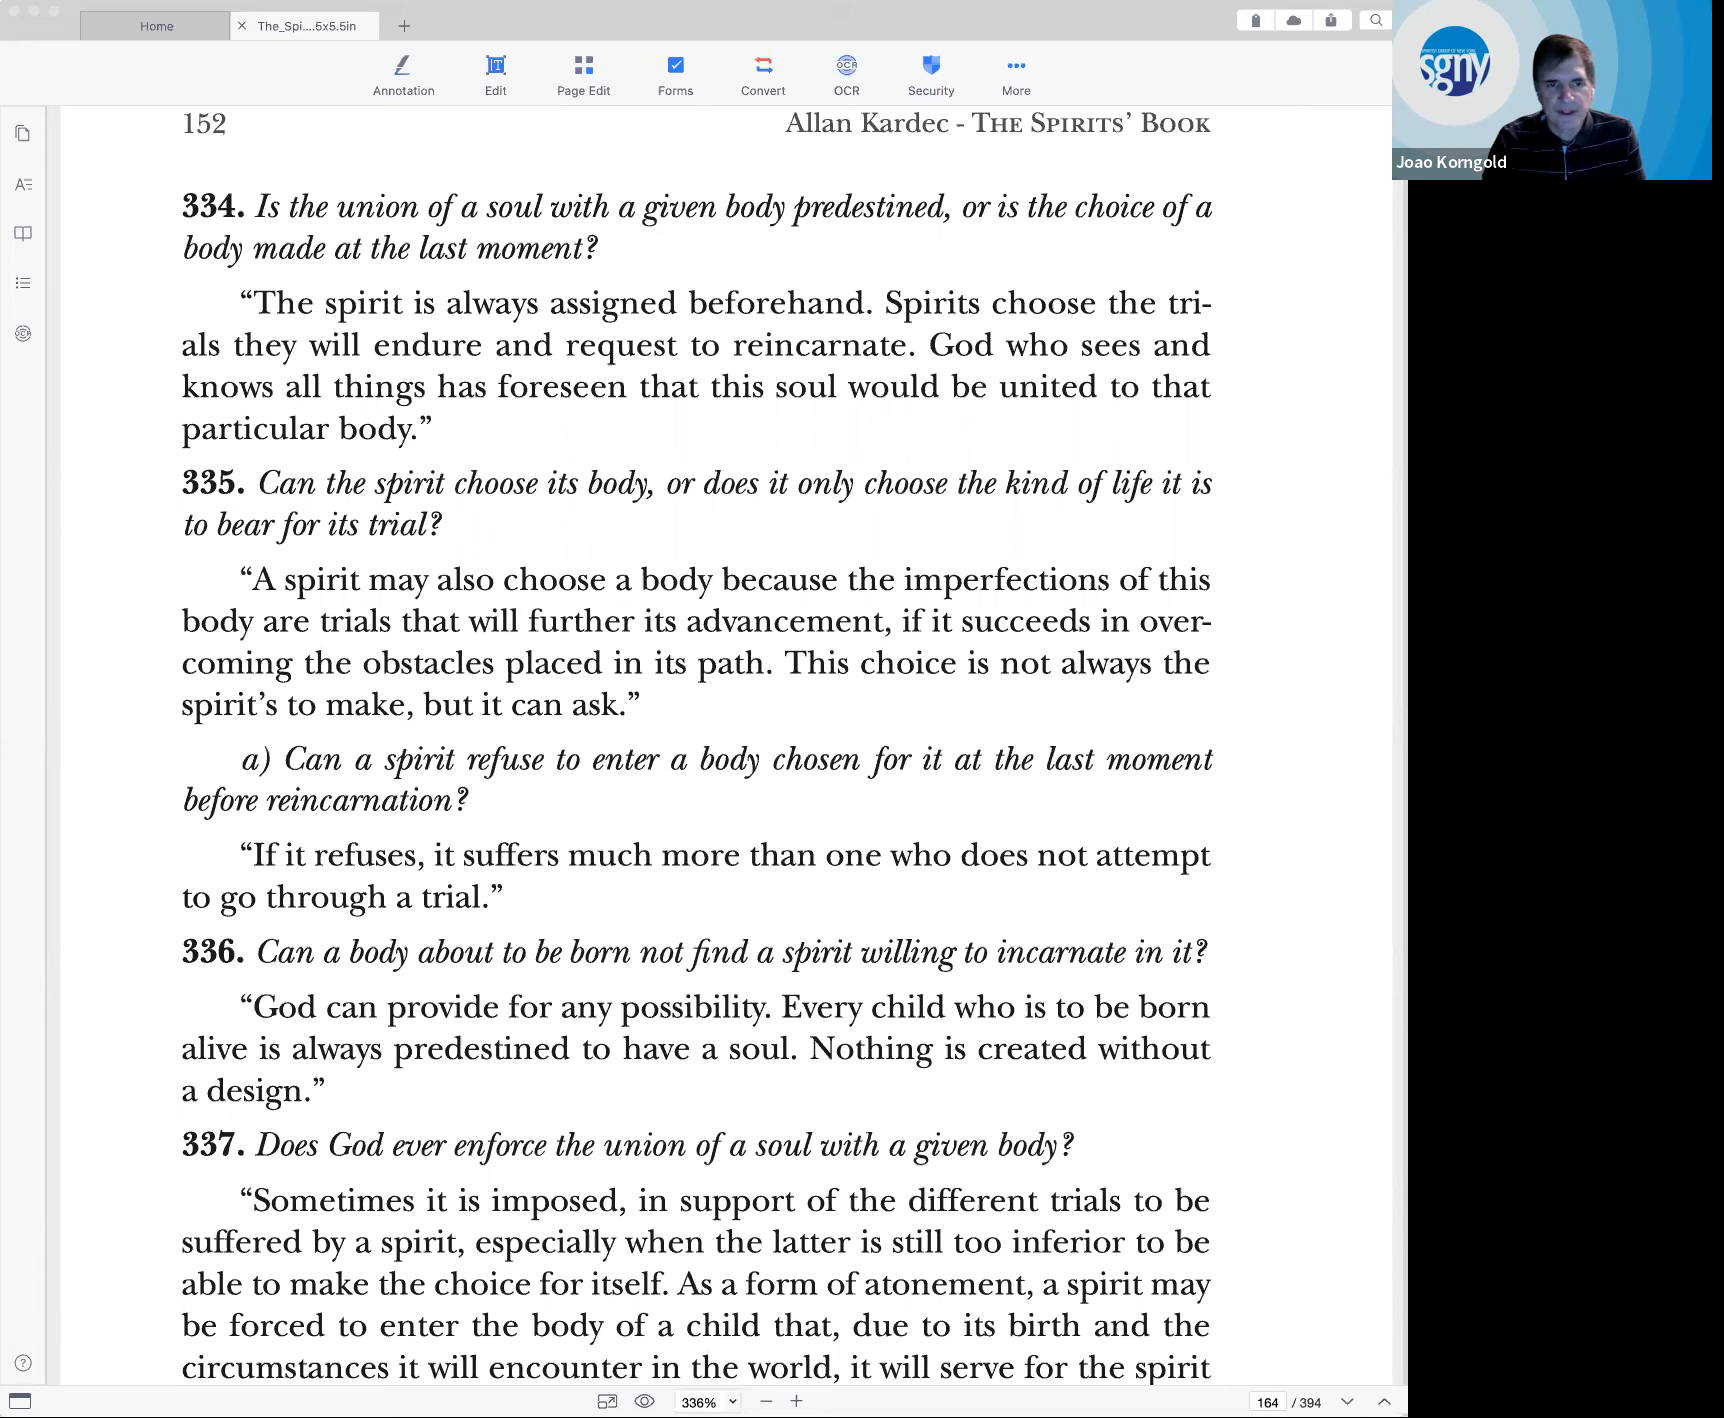 Home
The_Spi....5x5.5in
Annotation
Edit
Page Edit
Forms
Convert
OCR
Security
More
152
Allan Kardec - THE SPIRITS’ BOOK
334. Is the union of a soul with a given body predestined, or is the choice of a
body made at the last moment?
“The spirit is always assigned beforehand. Spirits choose the tri-
als they will endure and request to reincarnate. God who sees and
knows all things has foreseen that this soul would be united to that
particular body.”
335. Can the spirit choose its body, or does it only choose the kind of life it is
to bear for its trial?
“A spirit may also choose a body because the imperfections of this
body are trials that will further its advancement, if it succeeds in over-
coming the obstacles placed in its path. This choice is not always the
spirit’s to make, but it can ask.”
a) Can a spirit refuse to enter a body chosen for it at the last moment
before reincarnation?
“If it refuses, it suffers much more than one who does not attempt
to go through a trial.”
336. Can a body about to be born not find a spirit willing to incarnate in it?
“God can provide for any possibility. Every child who is to be born
alive is always predestined to have a soul. Nothing is created without
a design.”
337. Does God ever enforce the union of a soul with a given body?
“Sometimes it is imposed, in support of the different trials to be
suffered by a spirit, especially when the latter is still too inferior to be
able to make the choice for itself. As a form of atonement, a spirit may
be forced to enter the body of a child that, due to its birth and the
circumstances it will encounter in the world, it will serve for the spirit
336%
164 / 394
sgny
Joao Korngold